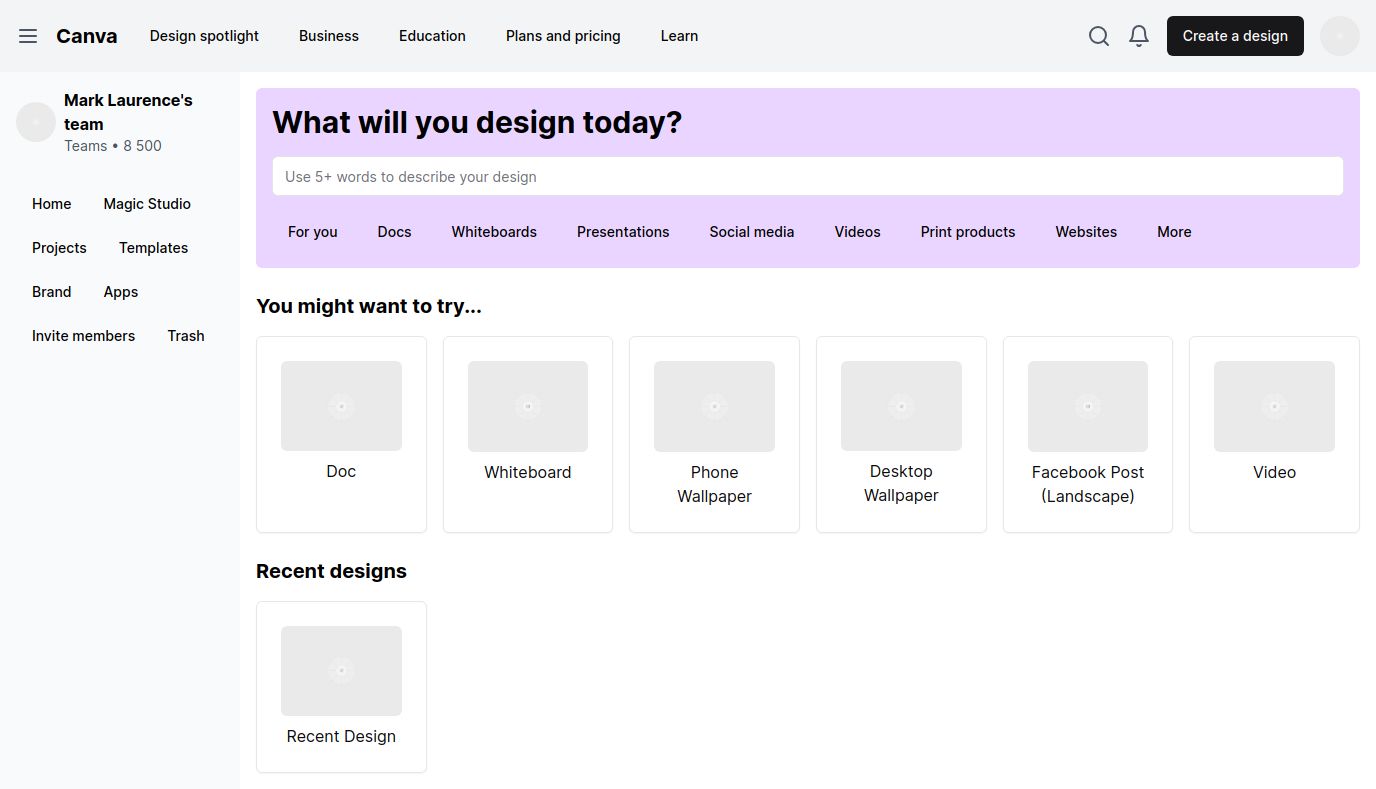 Canva
Design spotlight
Business
Education
Plans and pricing
Learn
Create a design
Mark Laurence's
team
Teams • 8 500
Home
Magic Studio
Projects
Templates
Brand
Apps
Invite members
Trash
What will you design today?
Use 5+ words to describe your design
For you
Docs
Whiteboards
Presentations
Social media
Videos
Print products
Websites
More
You might want to try...
Doc
Whiteboard
Phone
Wallpaper
Desktop
Wallpaper
Facebook Post
(Landscape)
Video
Recent designs
Recent Design